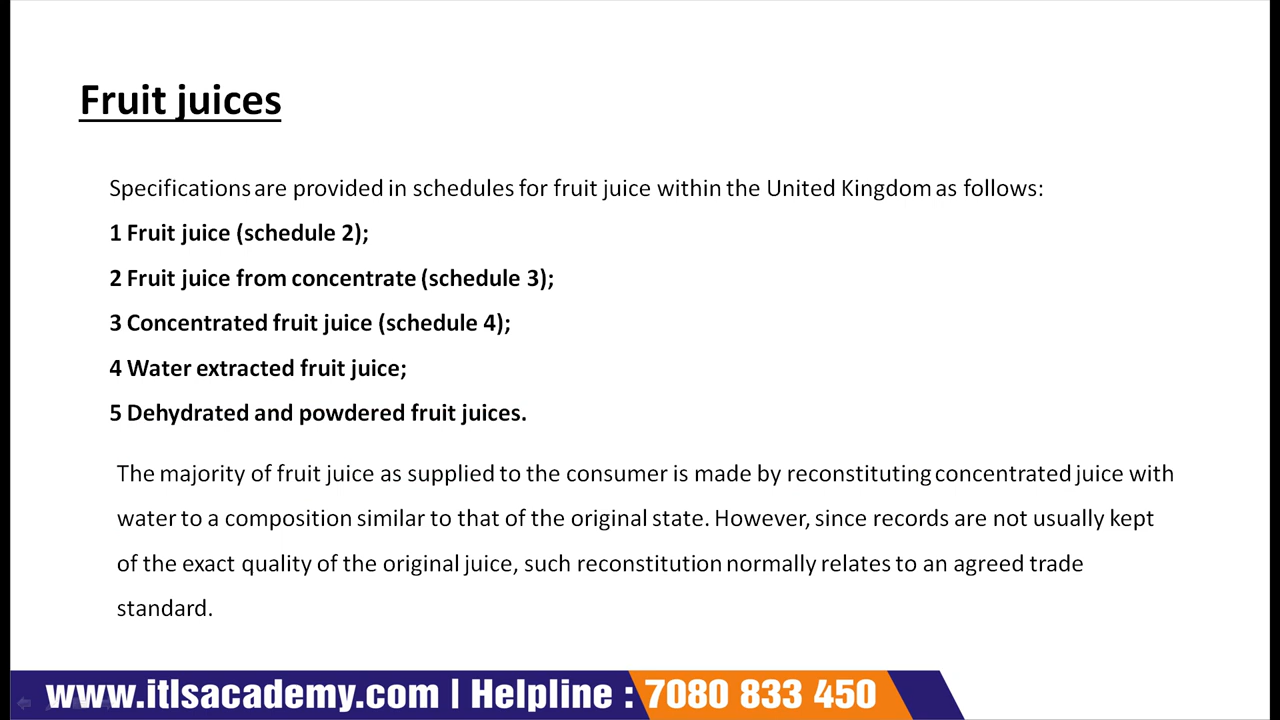 Fruit juices
Specifications are provided in schedules for fruit juice within the United Kingdom as follows:
1 Fruit juice (schedule 2);
2 Fruit juice from concentrate (schedule 3);
3 Concentrated fruit juice (schedule 4);
4 Water extracted fruit juice;
5 Dehydrated and powdered fruit juices.
The majority of fruit juice as supplied to the consumer is made by reconstituting concentrated juice with
water to a composition similar to that of the original state. However, since records are not usually kept
of the exact quality of the original juice, such reconstitution normally relates to an agreed trade
standard.
www.itlsacademy.com | Helpline : 7080 833 450